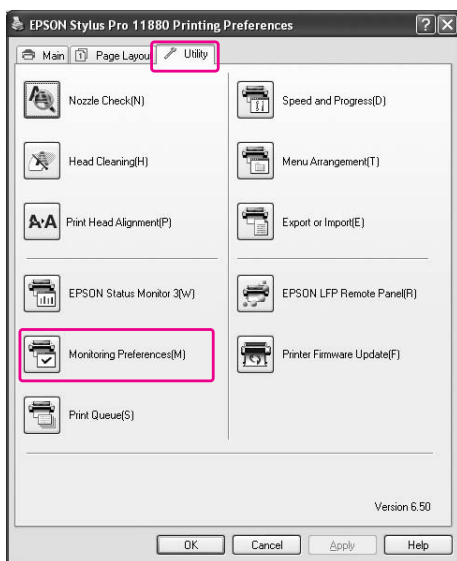 EPSON Stylus Pro 11880 Printing Preferences
Main
Page Layou
Utility
Nozzle Check(N)
Speed and Progress(D)
Head Cleaning(H)
Menu Arrangement(T)
A·A Print Head Alignment(P)
Export or Import(E)
EPSON Status Monitor 3(W)
EPSON LFP Remote Panel(R)
Monitoring Preferences(M)
Printer Firmware Update(F)
Print Queue(S)
Version 6.50
OK
Cancel
Apply
Help